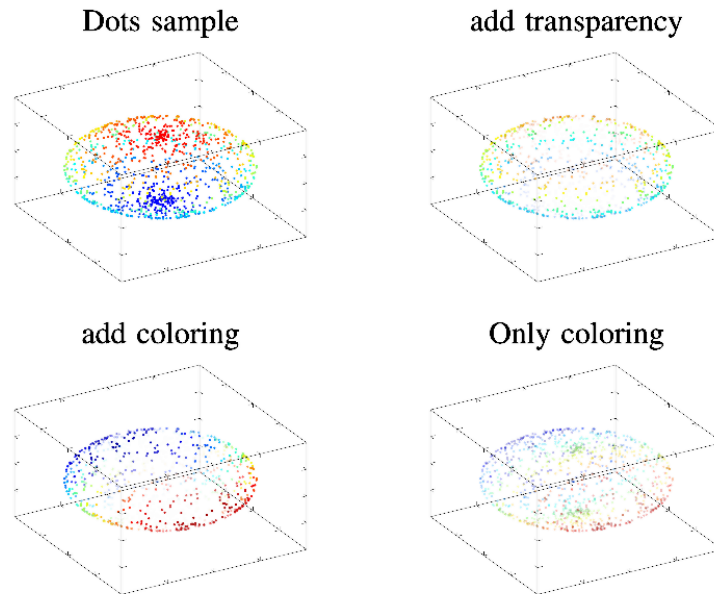 Dots sample
add transparency
add coloring
Only coloring